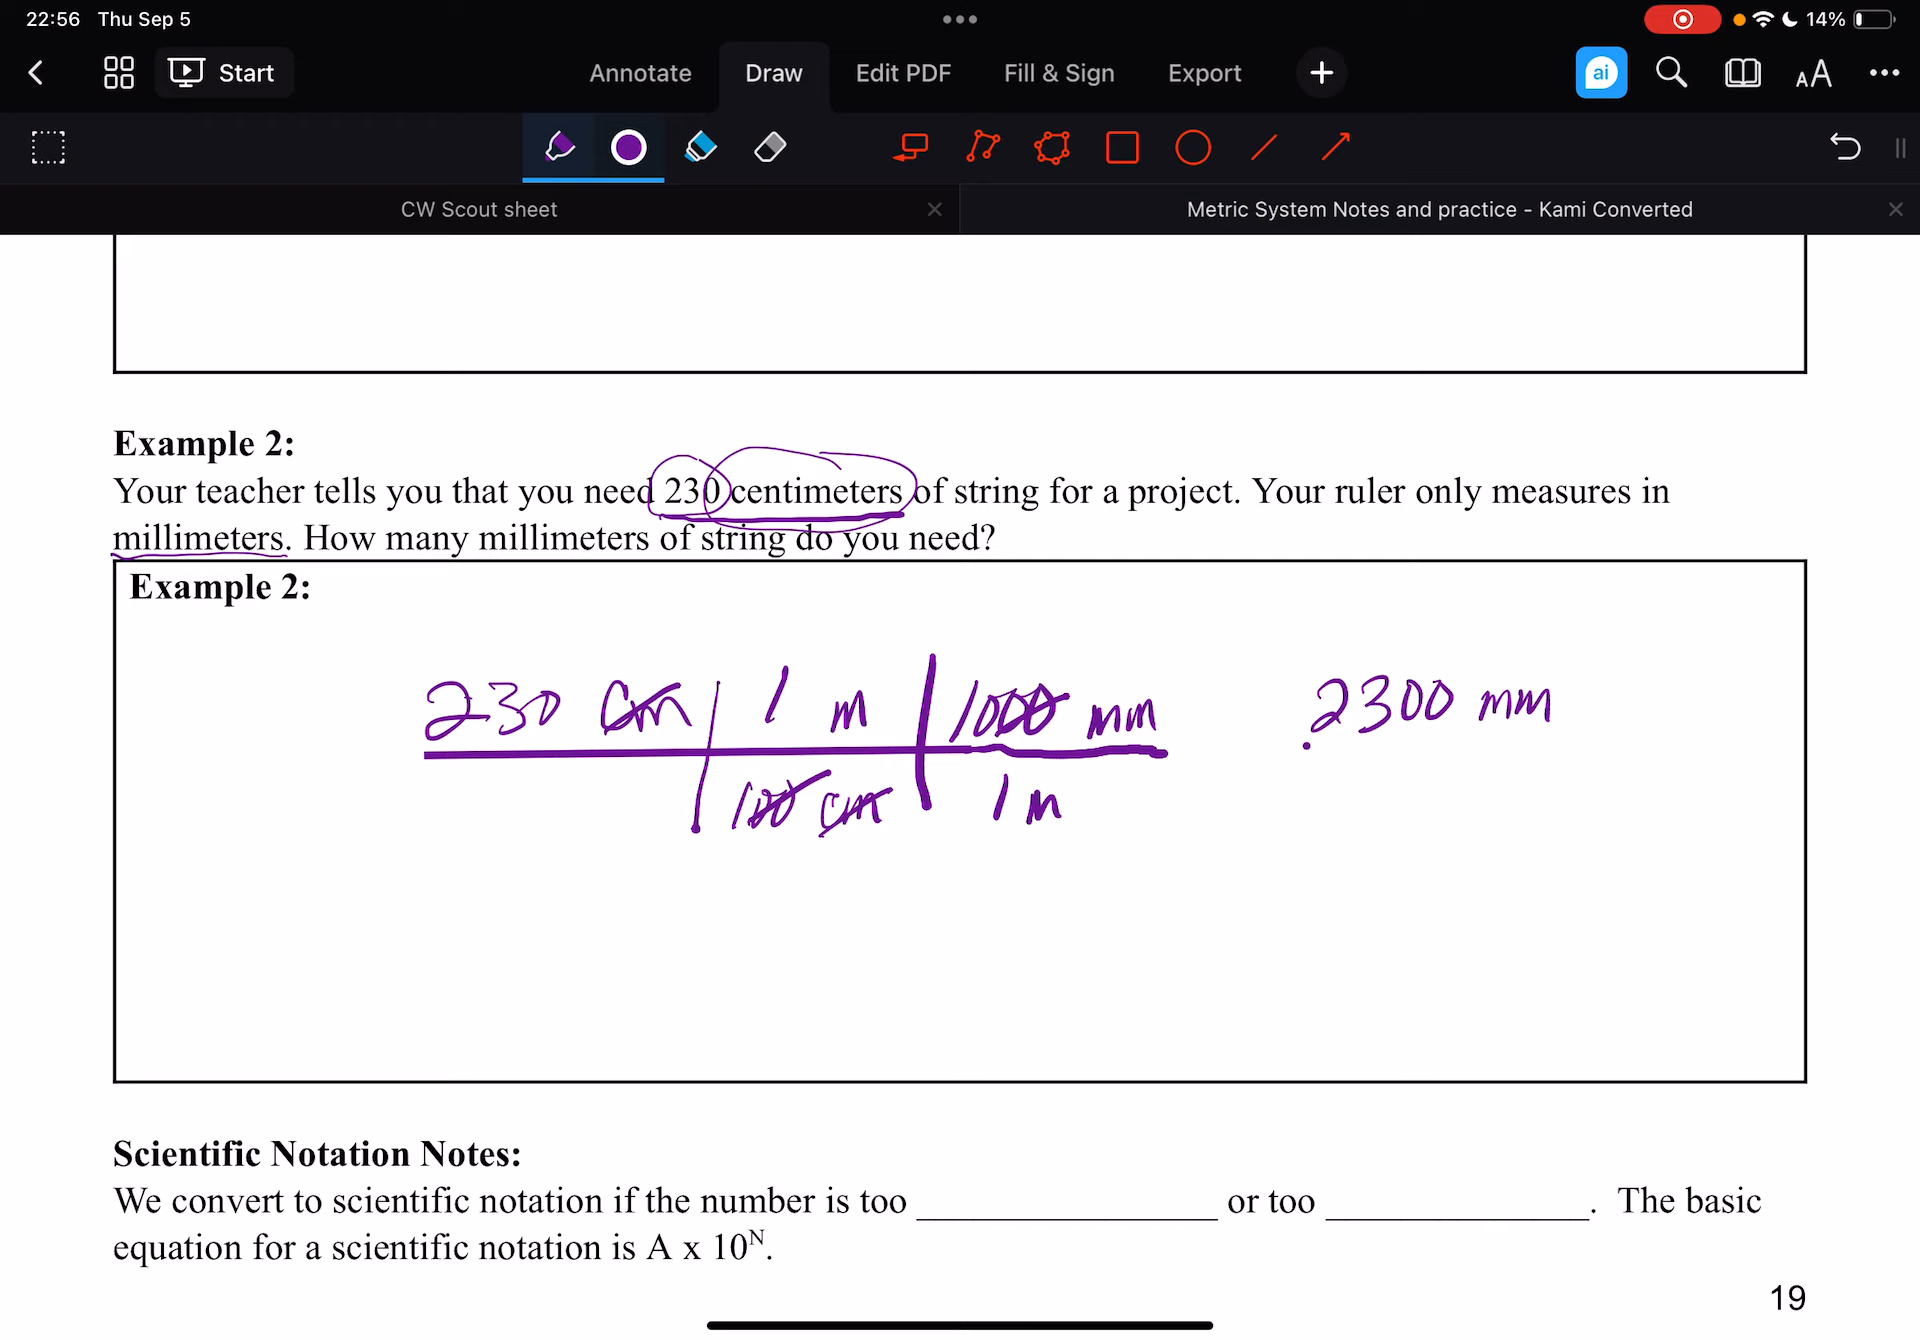 22:56 Thu Sep 5
14%
Start
Annotate
Draw
Edit PDF
Fill & Sign
Export
ai
AA
CW Scout sheet
Metric System Notes and practice - Kami Converted
Example 2:
Your teacher tells you that you need 230 centimeters of string for a project. Your ruler only measures in
millimeters. How many millimeters of string do you need?
Example 2:
230 cm 1 m 1000 mm 2300 mm
100 cm 1 m
Scientific Notation Notes:
We convert to scientific notation if the number is too ________________ or too ______________. The basic
equation for a scientific notation is A x 10ᴺ.
19